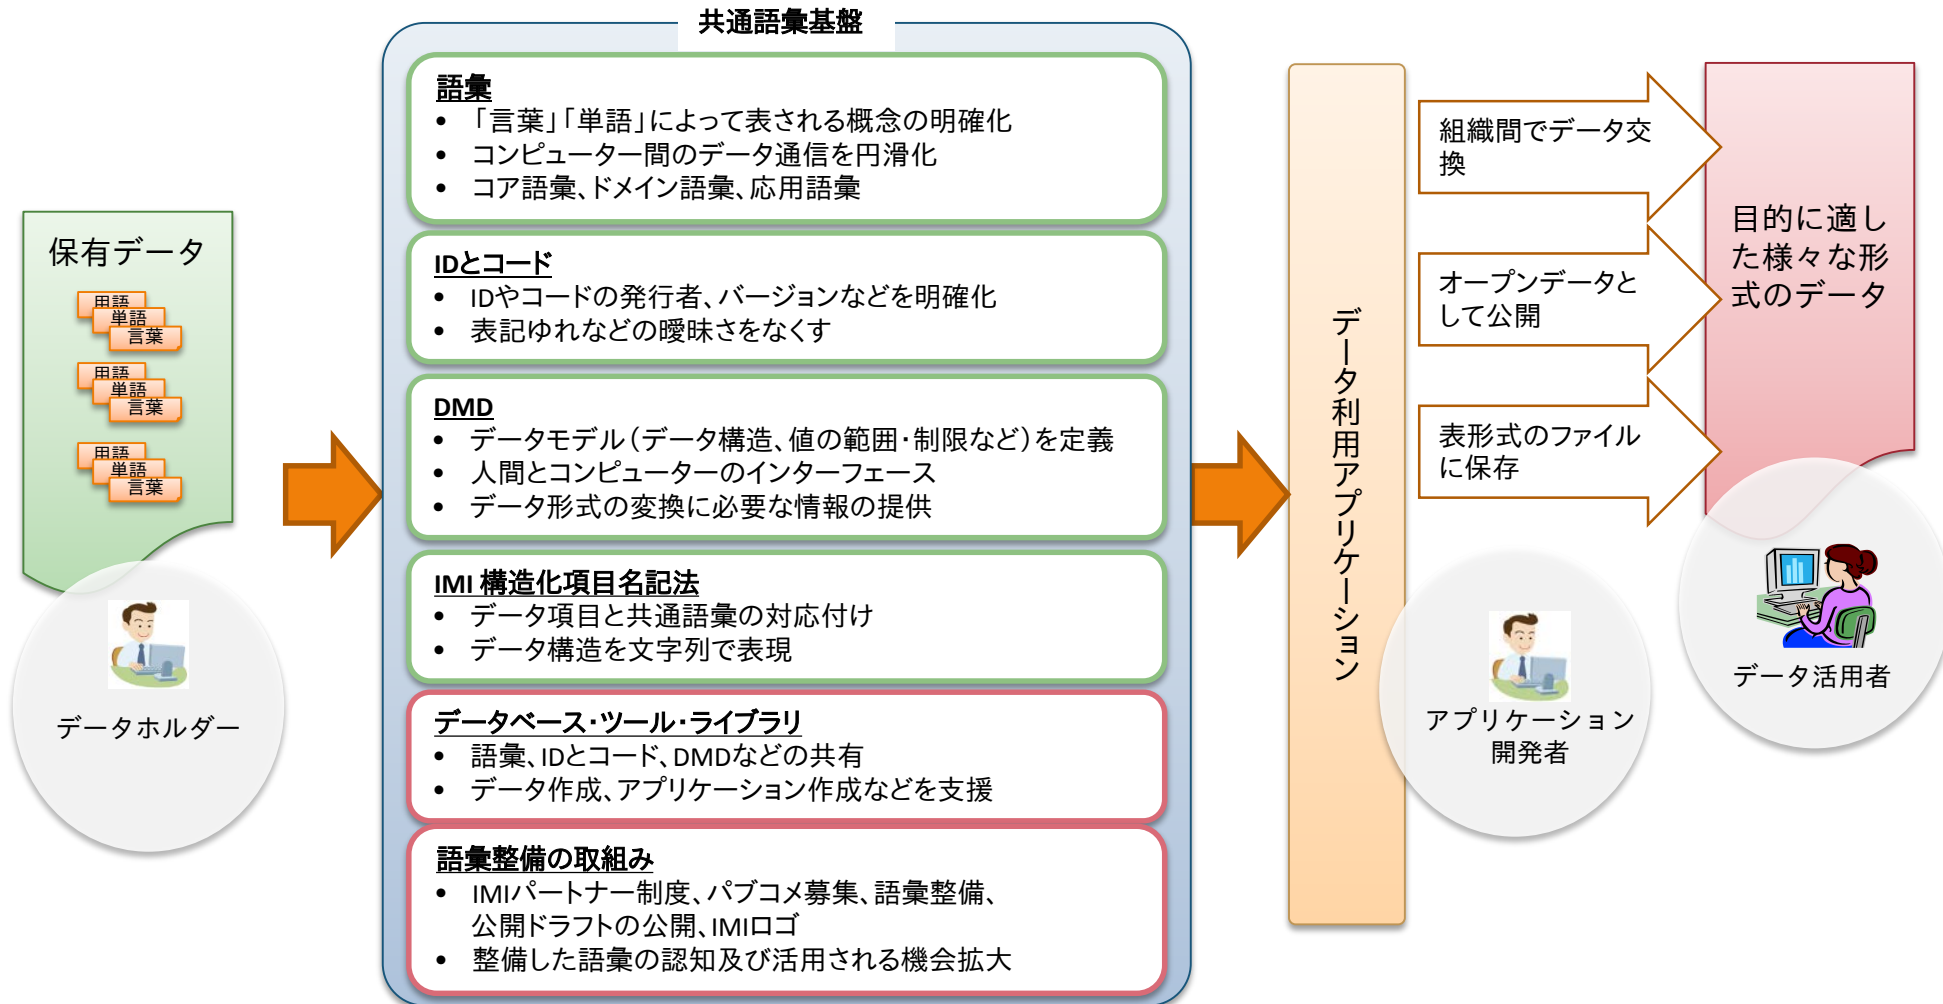 共通語彙基盤
保有データ
用語
単語
言葉
用語
単語
言葉
用語
単語
言葉
データホルダー
語彙
• 「言葉」「単語」によって表される概念の明確化
• コンピューター間のデータ通信を円滑化
• コア語彙、ドメイン語彙、応用語彙
IDとコード
• IDやコードの発行者、バージョンなどを明確化
• 表記ゆれなどの曖昧さをなくす
DMD
• データモデル（データ構造、値の範囲・制限など）を定義
• 人間とコンピューターのインターフェース
• データ形式の変換に必要な情報の提供
IMI 構造化項目名記法
• データ項目と共通語彙の対応付け
• データ構造を文字列で表現
データベース・ツール・ライブラリ
• 語彙、IDとコード、DMDなどの共有
• データ作成、アプリケーション作成などを支援
語彙整備の取組み
• IMIパートナー制度、パブコメ募集、語彙整備、
公開ドラフトの公開、IMIロゴ
• 整備した語彙の認知及び活用される機会拡大
データ利用アプリケーション
組織間でデータ交
換
オープンデータと
して公開
表形式のファイル
に保存
アプリケーション
開発者
目的に適し
た様々な形
式のデータ
データ活用者